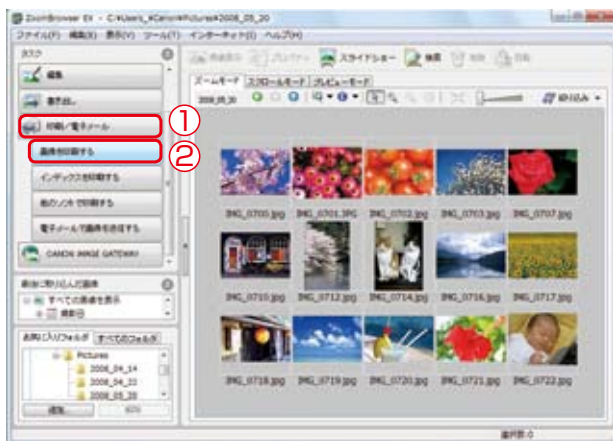 ZoomBrowser EX - C:¥Users¥Canon¥Pictures¥2008_05_20
ファイル(F) 編集(E) 表示(V) ツール(T) インターネット(I) ヘルプ(H)
タスク
編集
書き出し
印刷/電子メール
①
画像を印刷する
②
インデックスを印刷する
他のソフトで印刷する
電子メールで画像を送信する
CANON IMAGE GATEWAY
最後に取り込んだ画像
すべての画像を表示
撮影日
お気に入りフォルダ すべてのフォルダ
Pictures
2008_04_14
2008_04_22
2008_05_20
追加...
スライドショー 検索
ズームモード スクロールモード プレビューモード
2008_05_20
絞り込み
IMG_0700.jpg IMG_0701.JPG IMG_0702.jpg IMG_0703.jpg IMG_0707.jpg
IMG_0710.jpg IMG_0712.jpg IMG_0714.jpg IMG_0716.jpg IMG_0717.jpg
IMG_0718.jpg IMG_0719.jpg IMG_0720.jpg IMG_0721.jpg IMG_0722.jpg
選択数:0